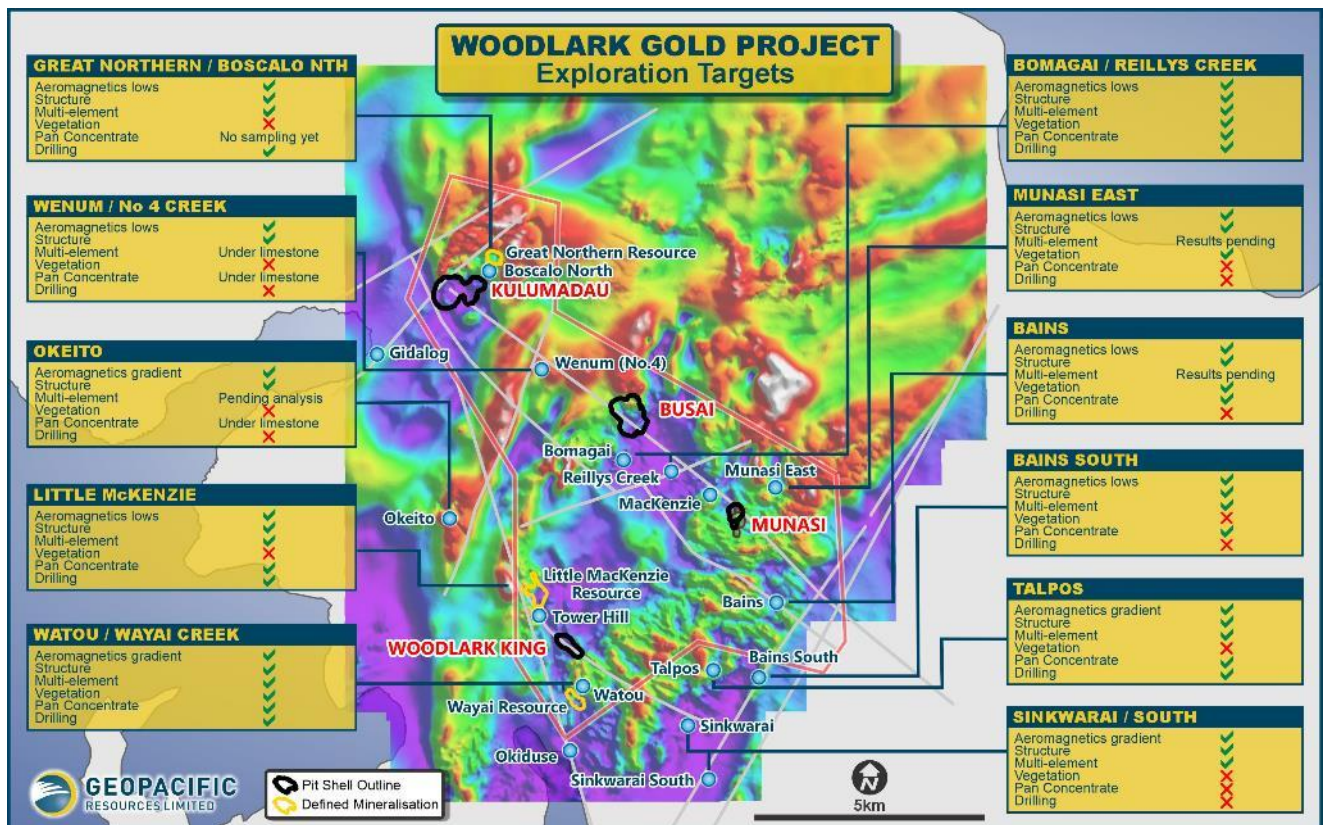 WOODLARK GOLD PROJECT
Exploration Targets
GREAT NORTHERN / BOSCALO NTH
Aeromagnetics lows
Structure
Multi-element
Vegetation
Pan Concentrate No sampling yet
Drilling
WENUM / No 4 CREEK
Aeromagnetics lows
Structure
Multi-element Under limestone
Vegetation
Pan Concentrate Under limestone
Drilling
OKEITO
Aeromagnetics gradient
Structure
Multi-element Pending analysis
Vegetation
Pan Concentrate Under limestone
Drilling
LITTLE McKENZIE
Aeromagnetics lows
Structure
Multi-element
Vegetation
Pan Concentrate
Drilling
WATOU / WAYAI CREEK
Aeromagnetics gradient
Structure
Multi-element
Vegetation
Pan Concentrate
Drilling
Great Northern Resource
Boscalo North
KULUMADAU
Gidalog
Wenum (No.4)
BUSAI
Bomagai
Reillys Creek
Munasi East
MacKenzie
MUNASI
Okeito
Little MacKenzie
Resource
Tower Hill
Bains
WOODLARK KING
Talpos
Bains South
Watou
Wayai Resource
Sinkwarai
Okiduse
Sinkwarai South
BOMAGAI / REILLYS CREEK
Aeromagnetics lows
Structure
Multi-element
Vegetation
Pan Concentrate
Drilling
MUNASI EAST
Aeromagnetics lows
Structure
Multi-element Results pending
Vegetation
Pan Concentrate
Drilling
BAINS
Aeromagnetics lows
Structure
Multi-element Results pending
Vegetation
Pan Concentrate
Drilling
BAINS SOUTH
Aeromagnetics lows
Structure
Multi-element
Vegetation
Pan Concentrate
Drilling
TALPOS
Aeromagnetics gradient
Structure
Multi-element
Vegetation
Pan Concentrate
Drilling
SINKWARAI / SOUTH
Aeromagnetics gradient
Structure
Multi-element
Vegetation
Pan Concentrate
Drilling
GEOPACIFIC
RESOURCES LIMITED
Pit Shell Outline
Defined Mineralisation
N
5km